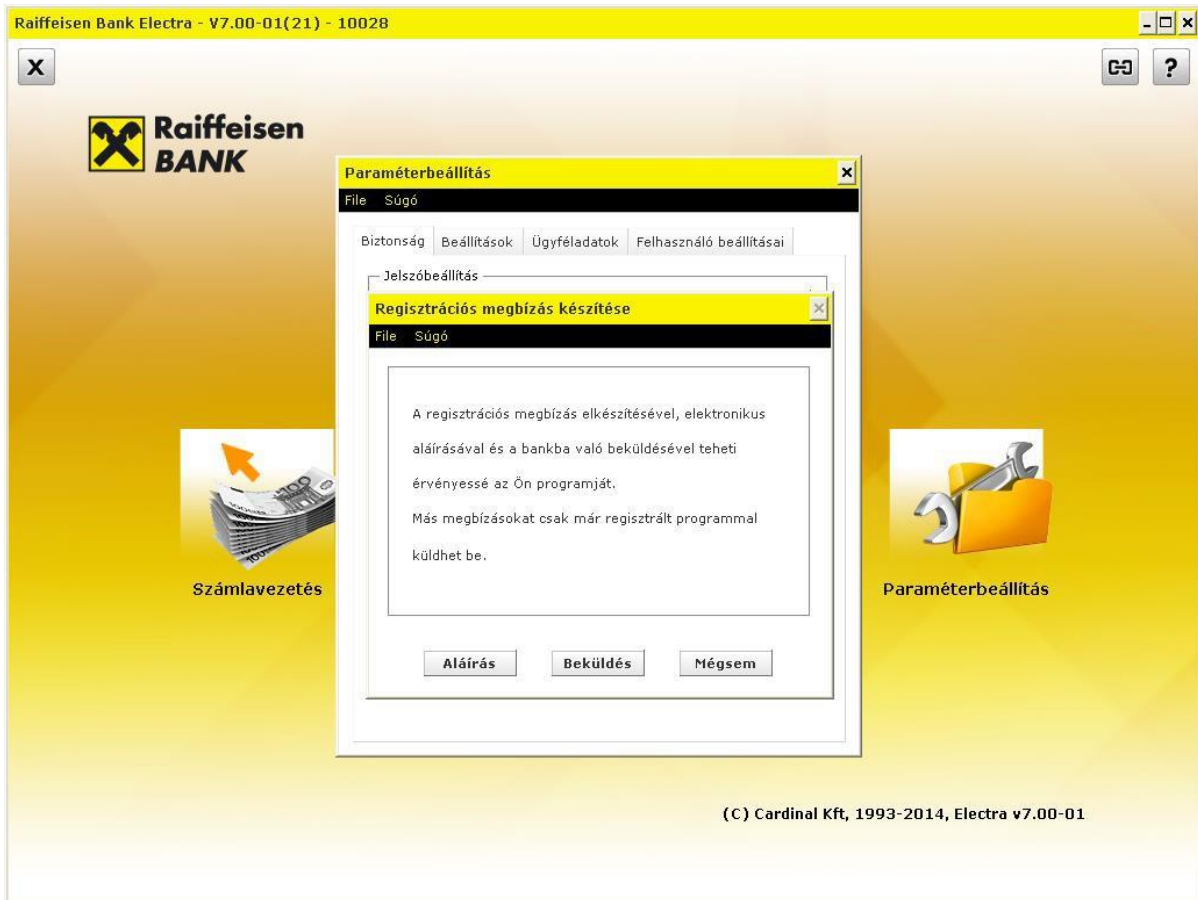 Raiffeisen Bank Electra - V7.00-01(21) - 10028
X
?
Raiffeisen
BANK
Paraméterbeállítás
File Súgó
Biztonság Beállítások Ügyféladatok Felhasználó beállításai
Jelszóbeállítás
Regisztrációs megbízás készítése
File Súgó
A regisztrációs megbízás elkészítésével, elektronikus
aláírásával és a bankba való beküldésével teheti
érvényessé az Ön programját.
Más megbízásokat csak már regisztrált programmal
küldhet be.
Aláírás Beküldés Mégsem
Számlavezetés
Paraméterbeállítás
(C) Cardinal Kft, 1993-2014, Electra v7.00-01